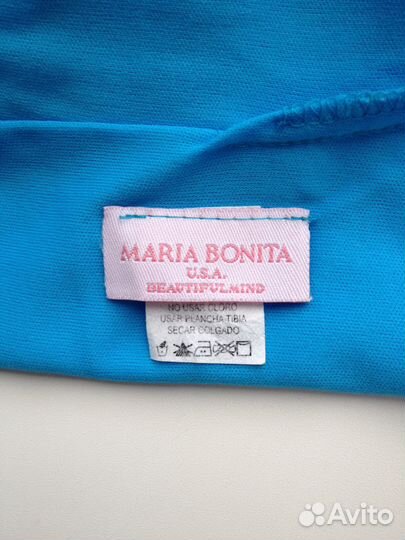 MARIA BONITA
U.S.A.
BEAUTIFULMIND
NO USAR CLORO
USAR PLANCHA TIBIA
SECAR COLGADO
Avito